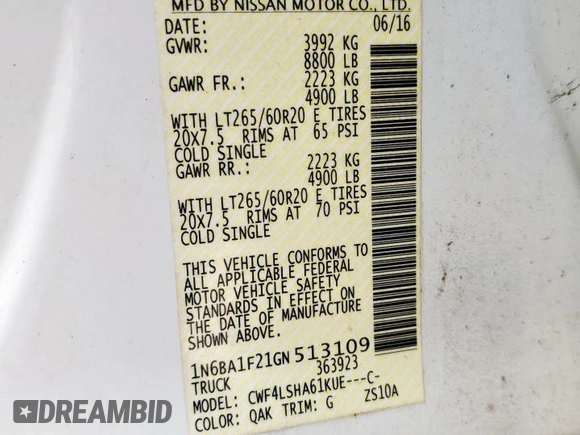 MFD BY NISSAN MOTOR CO., LTD.
DATE: 06/16
GVWR: 3992 KG
8800 LB
GAWR FR.: 2223 KG
4900 LB
WITH LT265/60R20 E TIRES
20X7.5 RIMS AT 65 PSI
COLD SINGLE
GAWR RR.: 2223 KG
4900 LB
WITH LT265/60R20 E TIRES
20X7.5 RIMS AT 70 PSI
COLD SINGLE
THIS VEHICLE CONFORMS TO
ALL APPLICABLE FEDERAL
MOTOR VEHICLE SAFETY
STANDARDS IN EFFECT ON
THE DATE OF MANUFACTURE
SHOWN ABOVE.
1N6BA1F21GN513109
TRUCK 363923
MODEL: CWF4LSHA61KUE---C-
COLOR: QAK TRIM: G ZS10A
DREAMBID